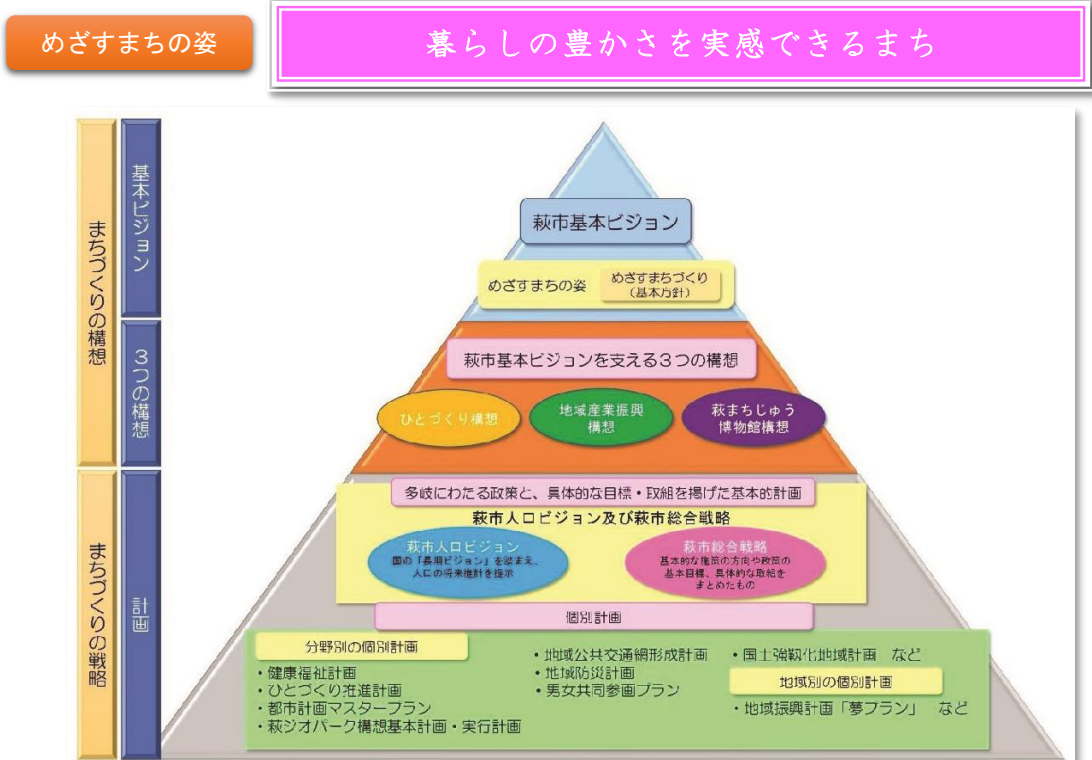 めざすまちの姿
暮らしの豊かさを実感できるまち
まちづくりの構想
基本ビジョン
3つの構想
まちづくりの戦略
計画
萩市基本ビジョン
めざすまちの姿
めざすまちづくり
(基本方針)
萩市基本ビジョンを支える3つの構想
ひとづくり構想
地域産業振興
構想
萩まちじゅう
博物館構想
多岐にわたる政策と、具体的な目標・取組を掲げた基本的計画
萩市人口ビジョン及び萩市総合戦略
萩市人口ビジョン
国の「長期ビジョン」を踏まえ、
人口の将来推計を提示
萩市総合戦略
基本的な施策の方向や政策の
基本目標、具体的な取組を
まとめたもの
個別計画
分野別の個別計画
・健康福祉計画
・ひとづくり推進計画
・都市計画マスタープラン
・萩ジオパーク構想基本計画・実行計画
・地域公共交通網形成計画
・地域防災計画
・男女共同参画プラン
・国土強靱化地域計画 など
地域別の個別計画
・地域振興計画「夢プラン」 など